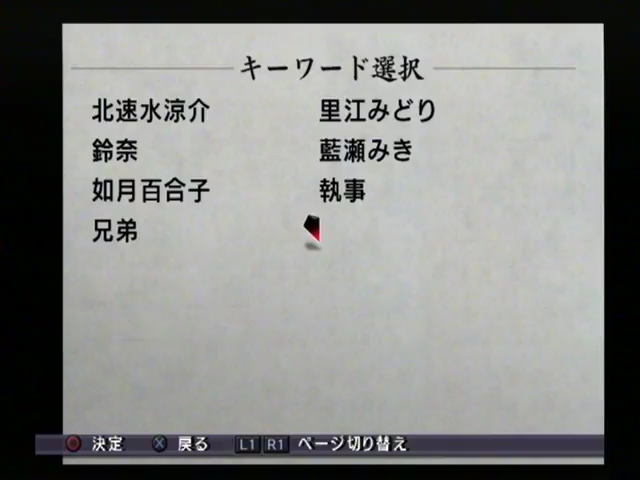 キーワード選択
北速水涼介 里江みどり
鈴奈 藍瀬みき
如月百合子 執事
兄弟
決定 戻る L1 R1 ページ切り替え